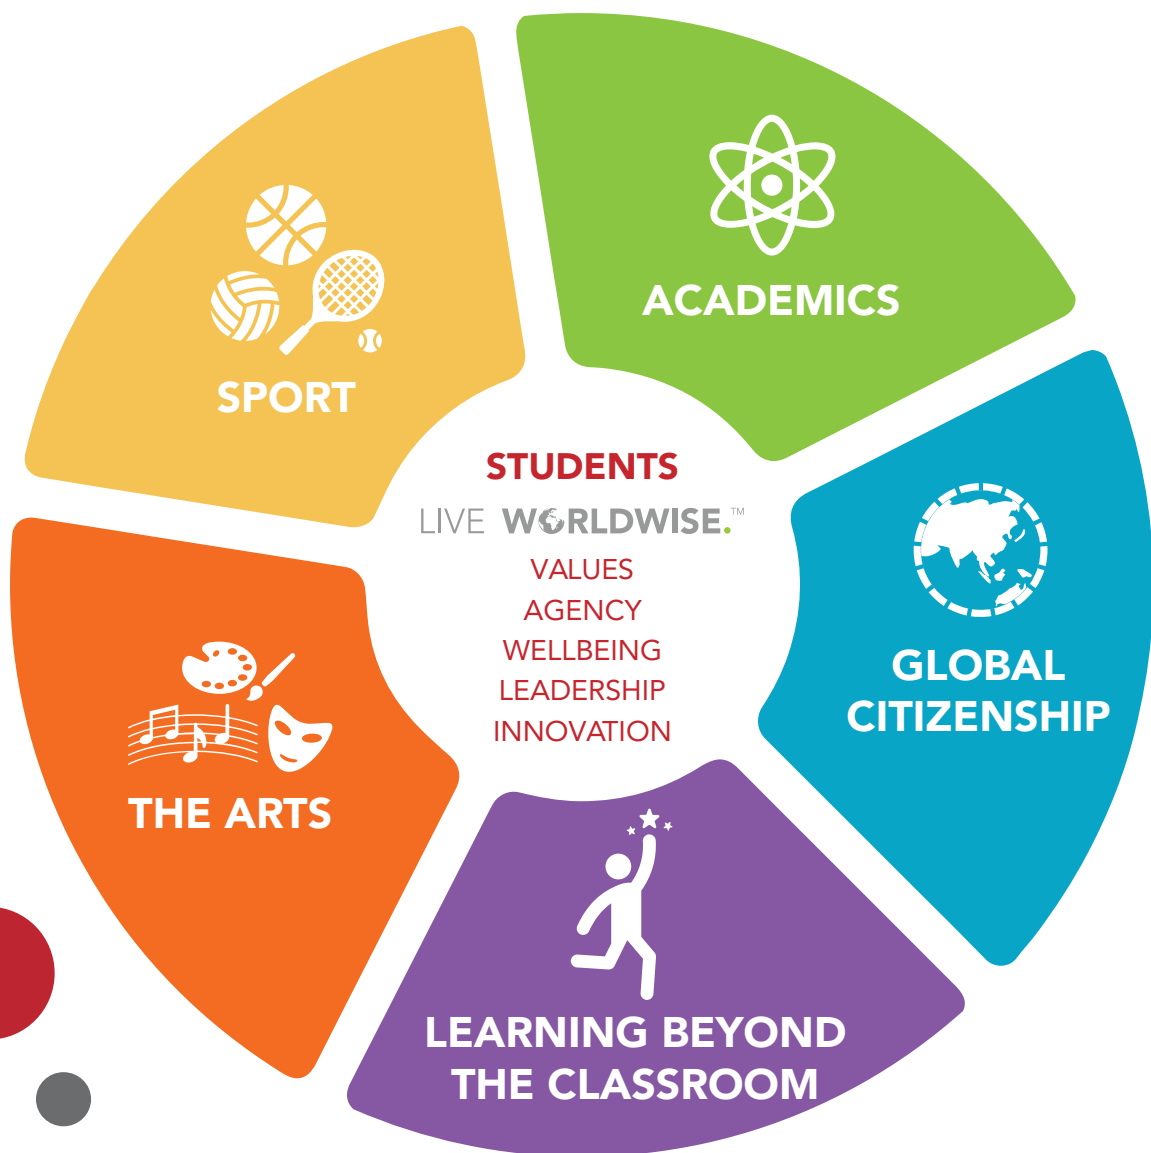 SPORT
ACADEMICS
STUDENTS
LIVE WORLDWISE.™
VALUES
AGENCY
WELLBEING
LEADERSHIP
INNOVATION
GLOBAL
CITIZENSHIP
THE ARTS
LEARNING BEYOND
THE CLASSROOM